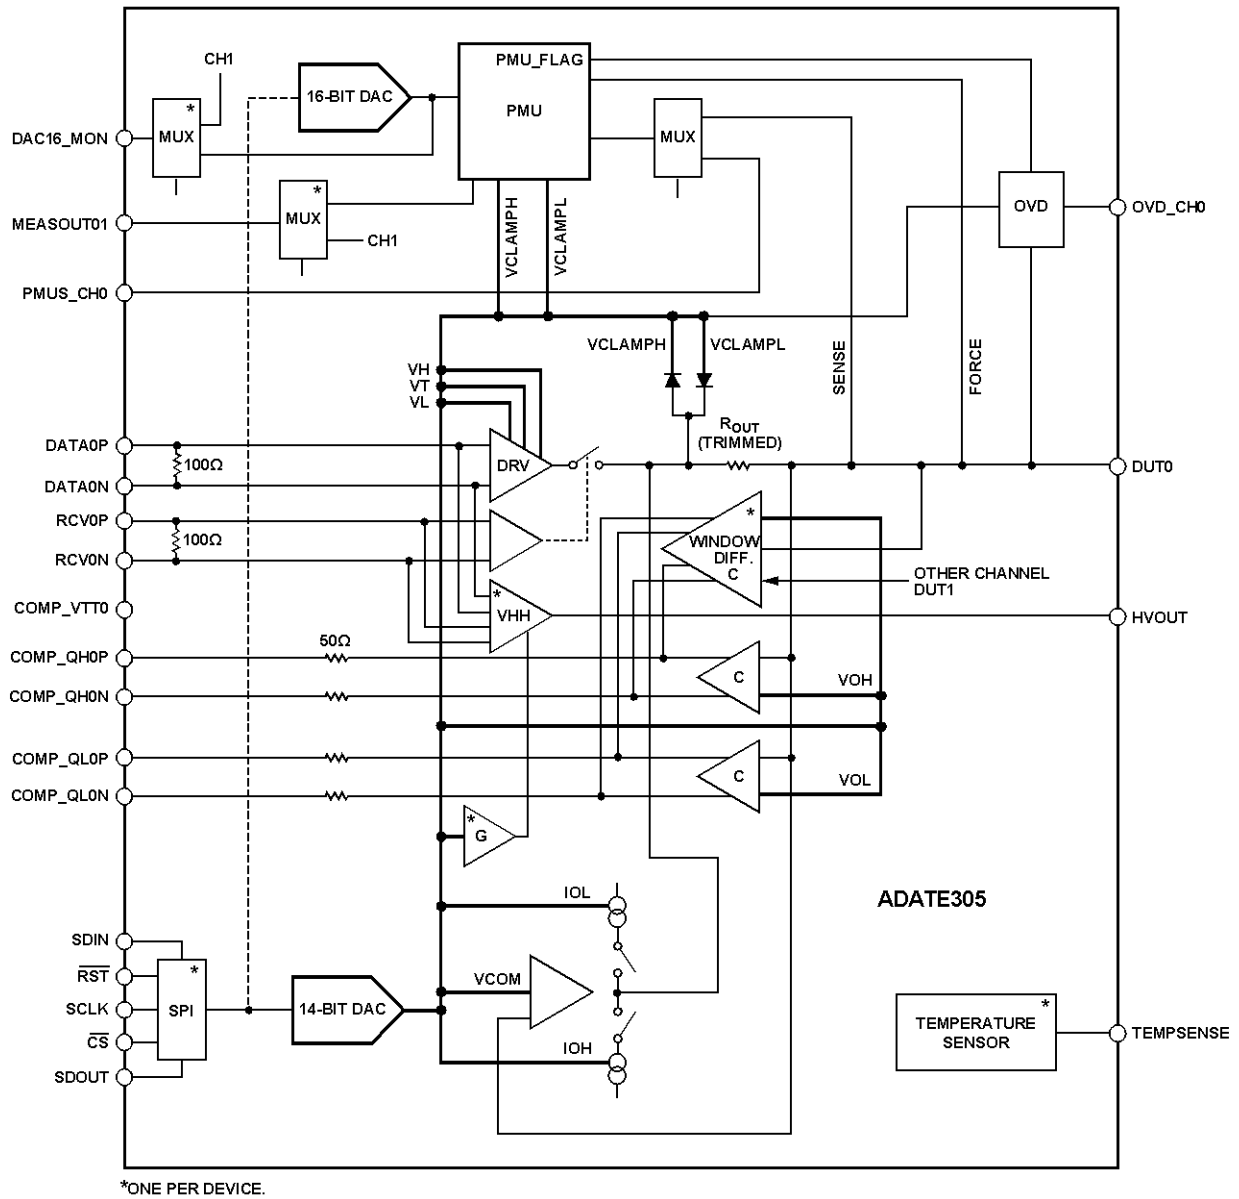 CH1
PMU_FLAG
16-BIT DAC
*
PMU
DAC16_MON
MUX
MUX
*
MEASOUT01
MUX
VCLAMPH
VCLAMPL
OVD
OVD_CH0
CH1
PMUS_CH0
VCLAMPH
VCLAMPL
SENSE
FORCE
VH
VT
VL
ROUT
(TRIMMED)
DATA0P
100Ω
DRV
DUT0
DATA0N
RCV0P
*
100Ω
WINDOW
DIFF.
C
RCV0N
OTHER CHANNEL
DUT1
COMP_VTT0
*
VHH
HVOUT
50Ω
COMP_QH0P
C
VOH
COMP_QH0N
COMP_QL0P
C
VOL
COMP_QL0N
*
G
IOL
ADATE305
SDIN
RST
*
VCOM
SCLK
SPI
14-BIT DAC
*
TEMPERATURE
SENSOR
TEMPSENSE
CS
IOH
SDOUT
*ONE PER DEVICE.